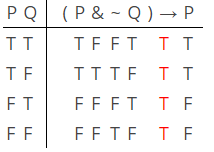 P Q ( P & ~ Q ) → P
T T T F F T T T
T F T T T F T T
F T F F F T T F
F F F F T F T F